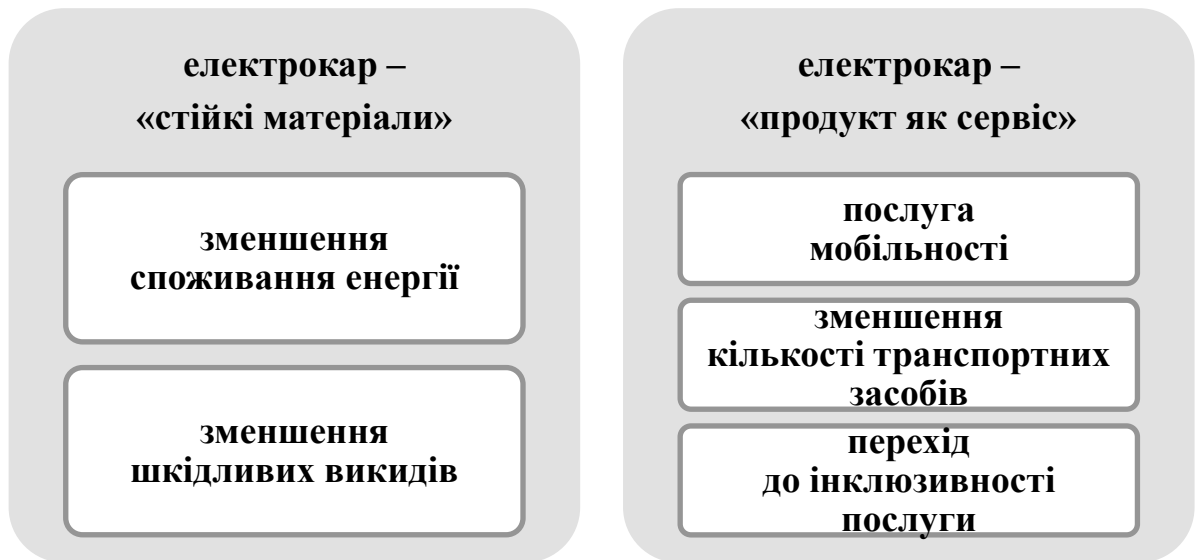 електрокар –
«стійкі матеріали»
зменшення
споживання енергії
зменшення
шкідливих викидів
електрокар –
«продукт як сервіс»
послуга
мобільності
зменшення
кількості транспортних
засобів
перехід
до інклюзивності
послуги